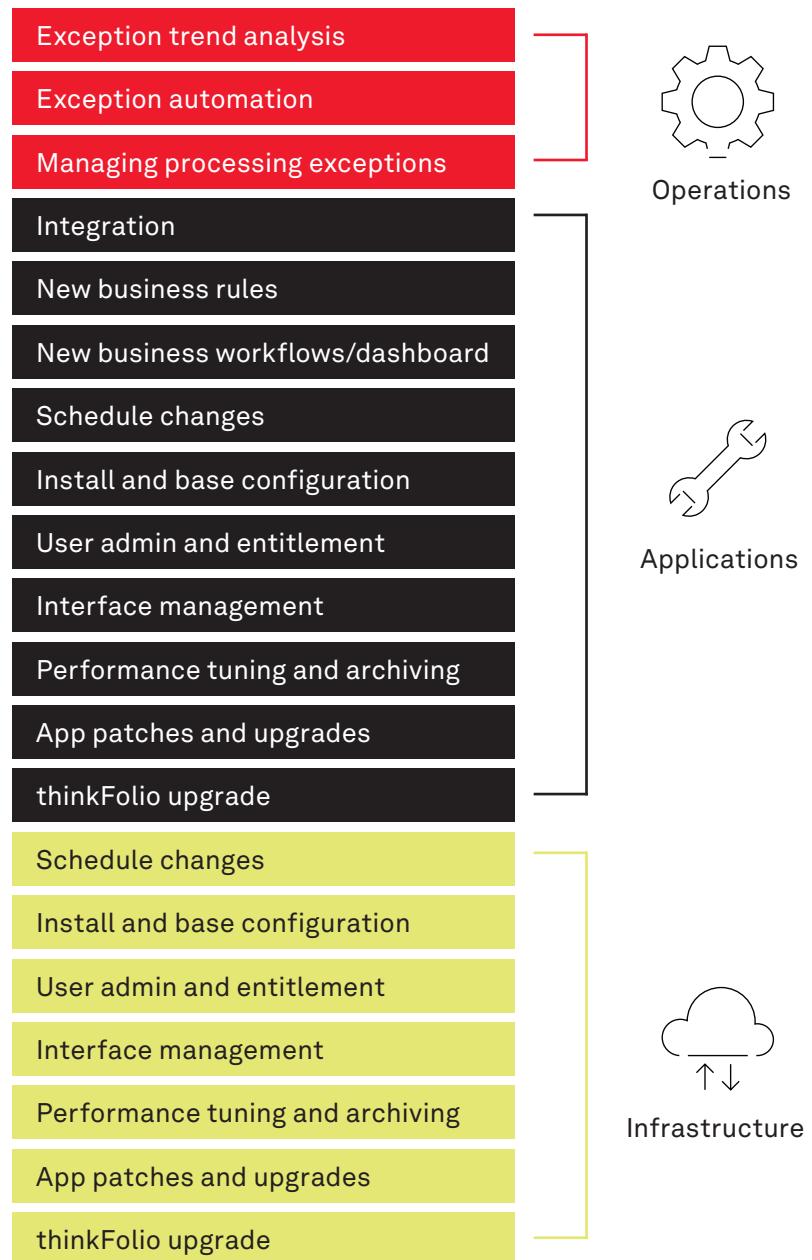 Exception trend analysis
Exception automation
Managing processing exceptions
Operations
Integration
New business rules
New business workflows/dashboard
Schedule changes
Install and base configuration
User admin and entitlement
Interface management
Performance tuning and archiving
App patches and upgrades
thinkFolio upgrade
Applications
Schedule changes
Install and base configuration
User admin and entitlement
Interface management
Performance tuning and archiving
App patches and upgrades
thinkFolio upgrade
Infrastructure